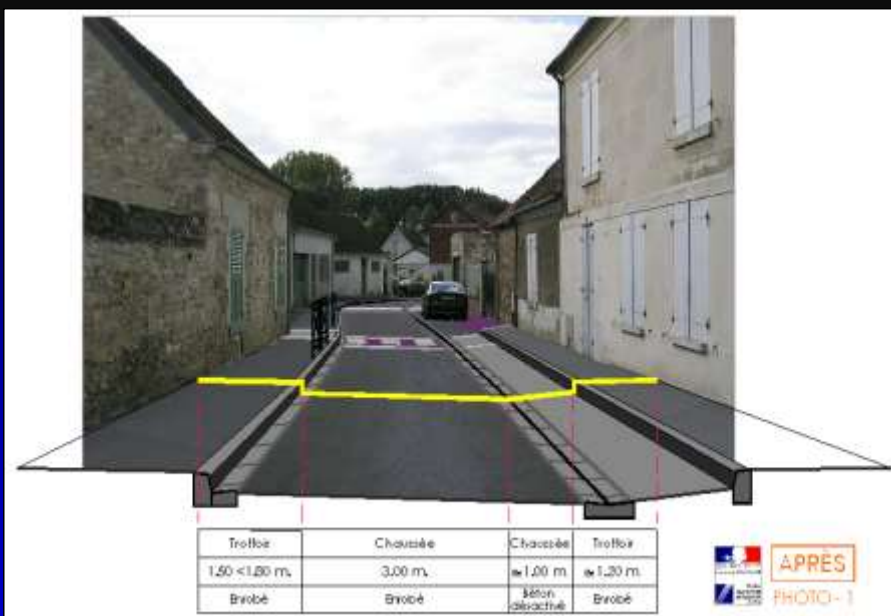 Trottoir Chaussée Chaussée Trottoir
1,50 <1,80 m. 3,00 m. 1,00 m. 1,20 m
Enrobé Enrobé Béton désactivé Enrobé
APRÈS
PHOTO - 1